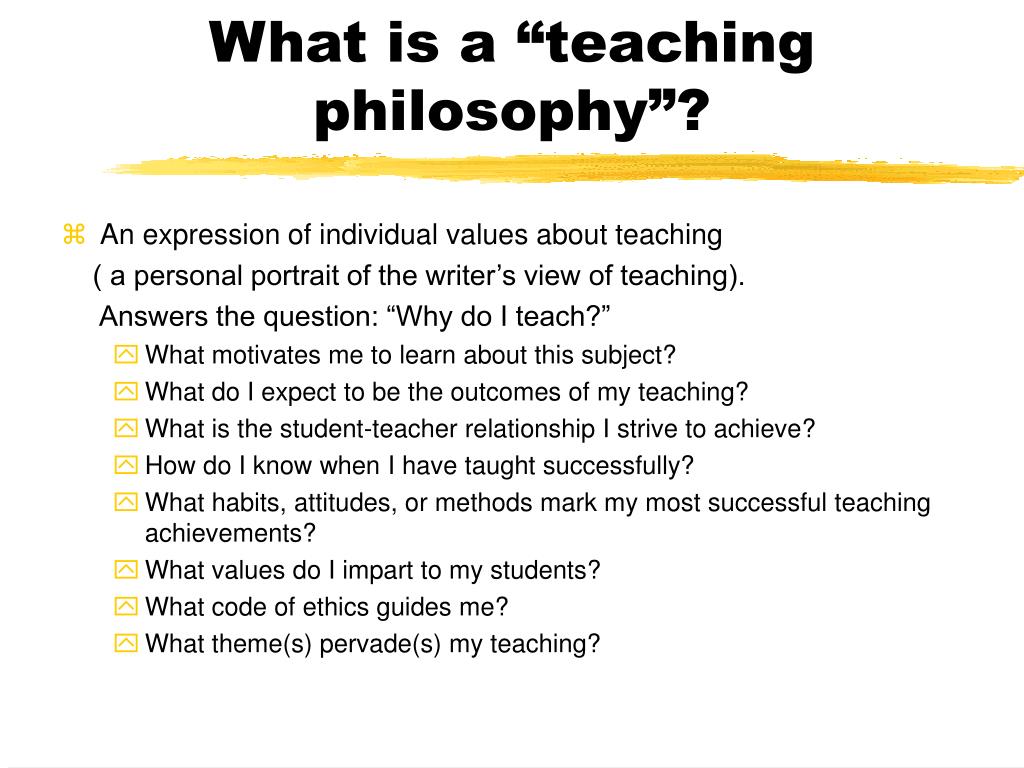 What is a “teaching
philosophy”?
⌘ An expression of individual values about teaching
( a personal portrait of the writer’s view of teaching).
Answers the question: “Why do I teach?”
What motivates me to learn about this subject?
What do I expect to be the outcomes of my teaching?
What is the student-teacher relationship I strive to achieve?
How do I know when I have taught successfully?
What habits, attitudes, or methods mark my most successful teaching
achievements?
What values do I impart to my students?
What code of ethics guides me?
What theme(s) pervade(s) my teaching?